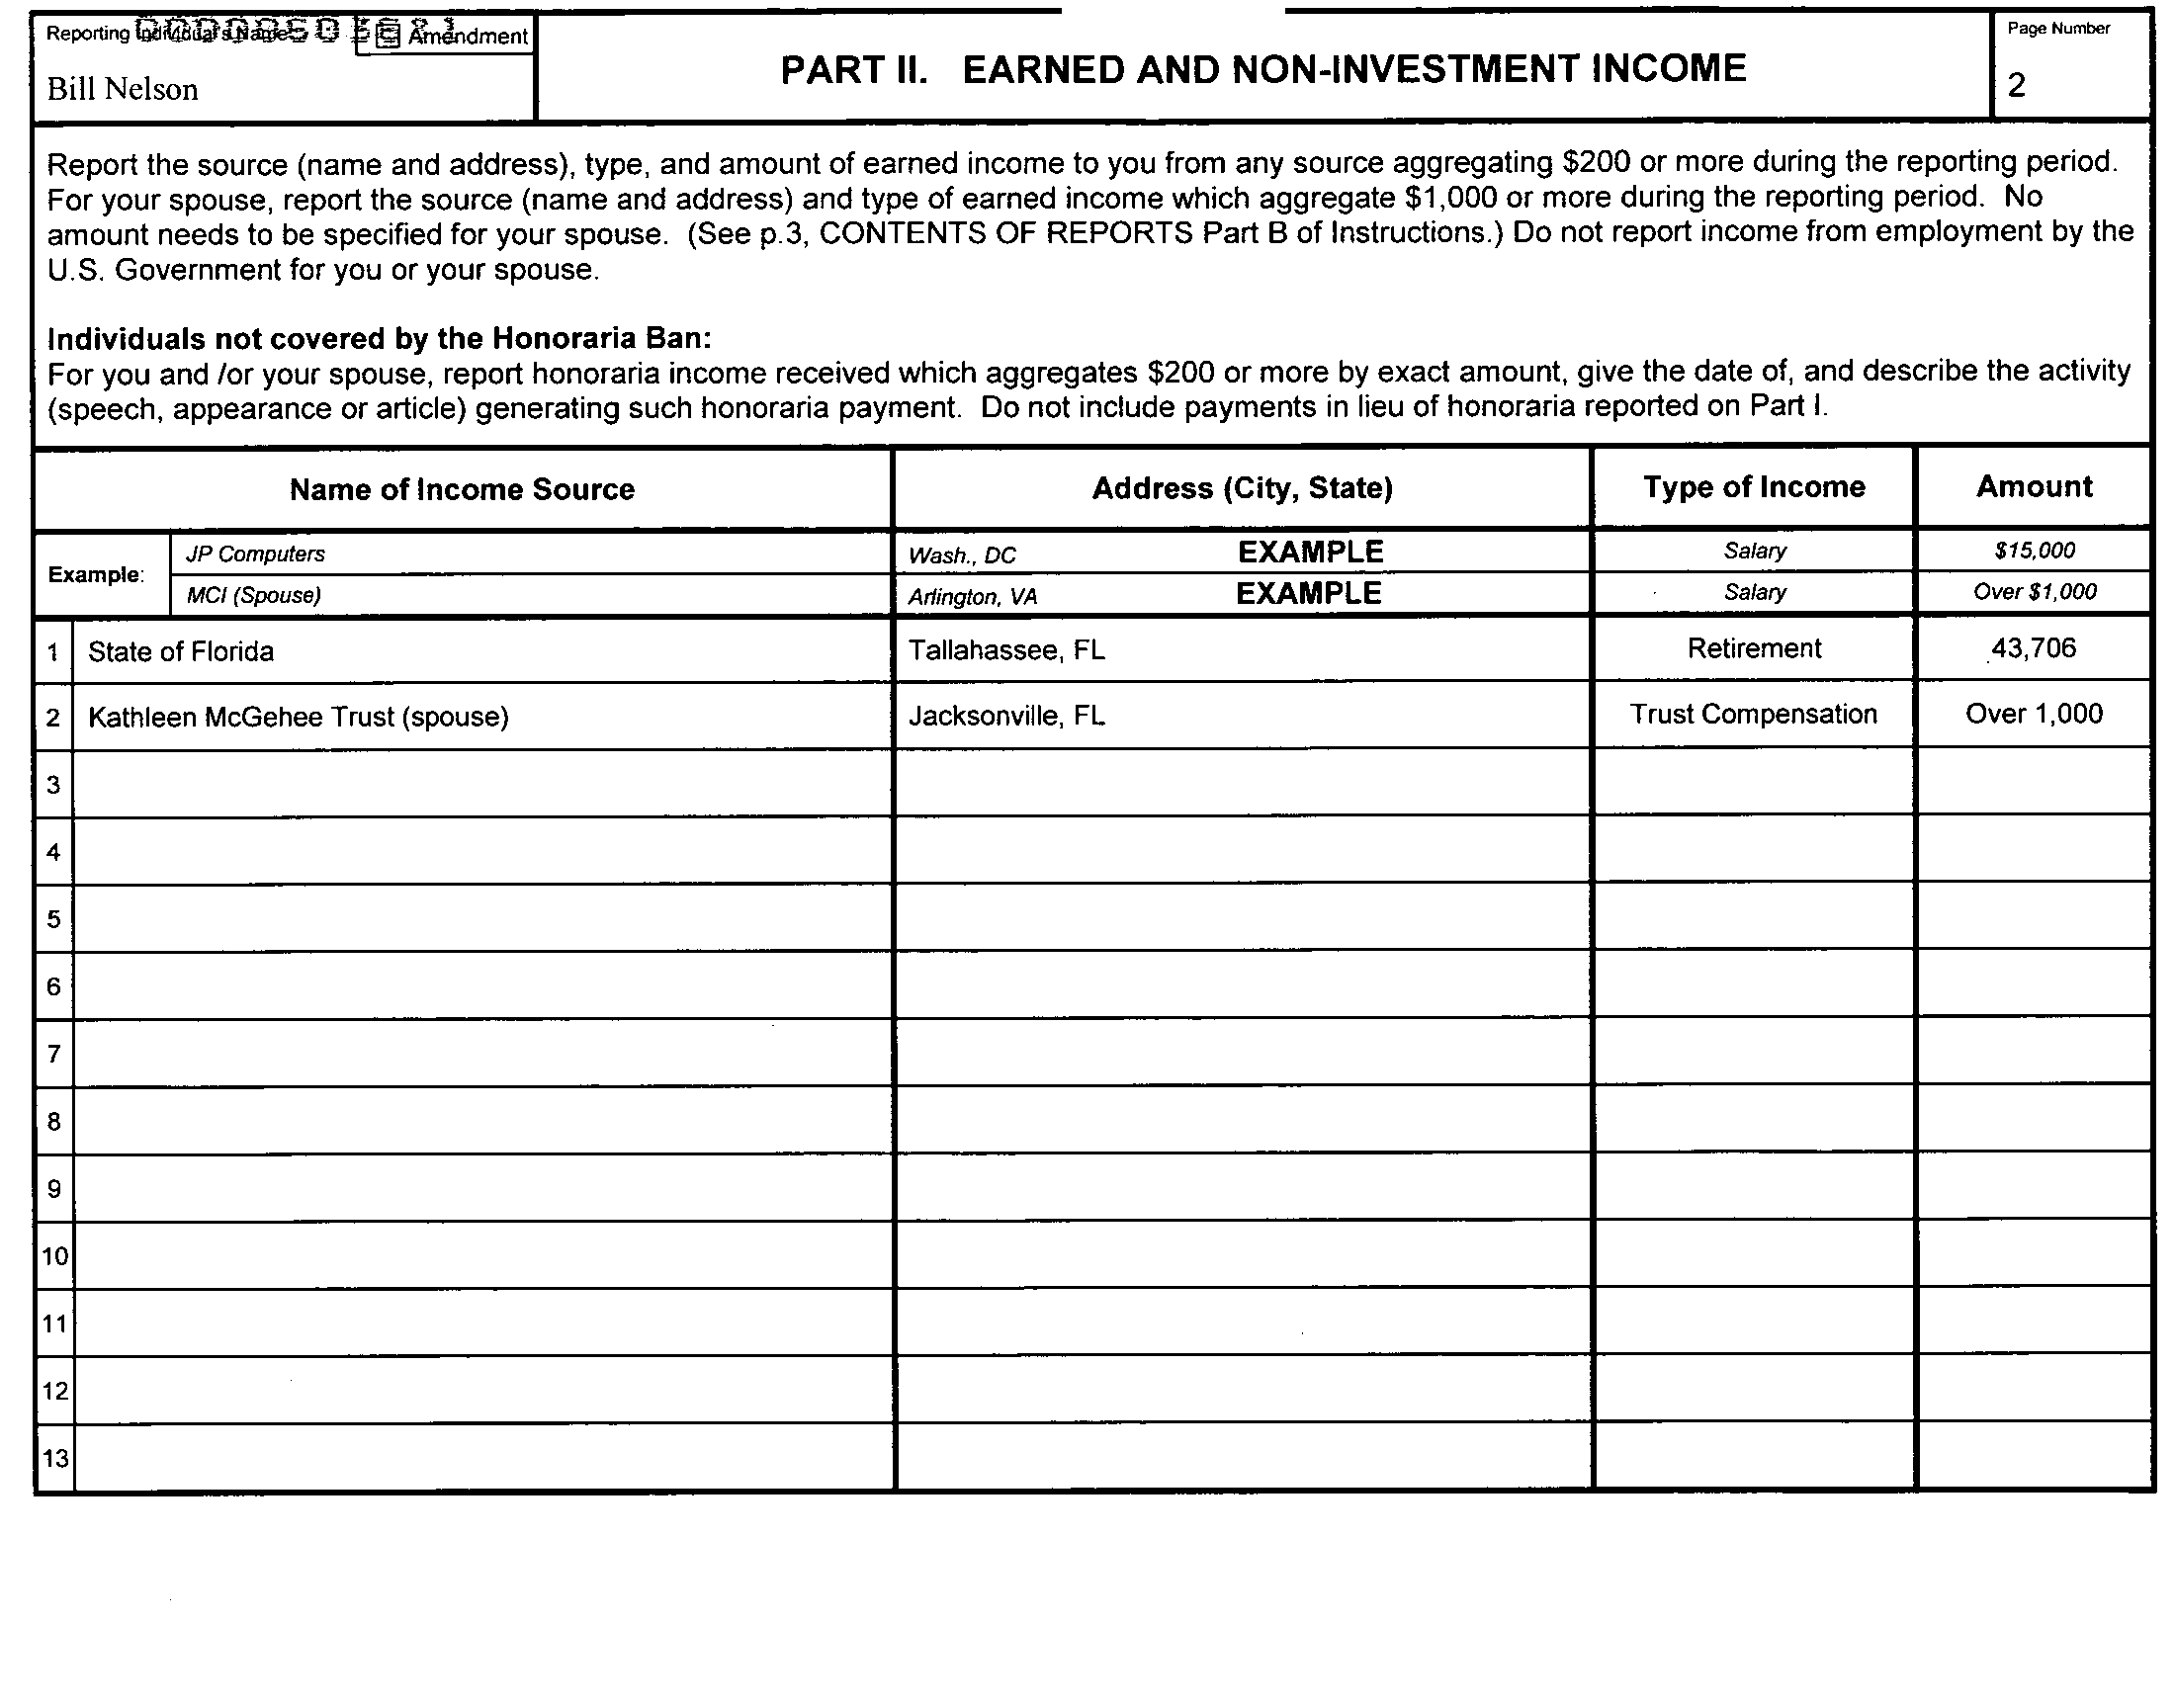 Reporting Amendment
Bill Nelson
PART II. EARNED AND NON-INVESTMENT INCOME
Page Number
2
Report the source (name and address), type, and amount of earned income to you from any source aggregating $200 or more during the reporting period.
For your spouse, report the source (name and address) and type of earned income which aggregate $1,000 or more during the reporting period. No
amount needs to be specified for your spouse. (See p.3, CONTENTS OF REPORTS Part B of Instructions.) Do not report income from employment by the
U.S. Government for you or your spouse.
Individuals not covered by the Honoraria Ban:
For you and /or your spouse, report honoraria income received which aggregates $200 or more by exact amount, give the date of, and describe the activity
(speech, appearance or article) generating such honoraria payment. Do not include payments in lieu of honoraria reported on Part I.
Name of Income Source Address (City, State) Type of Income Amount
Example:
JP Computers Wash., DC EXAMPLE Salary $15,000
MCI (Spouse) Arlington, VA EXAMPLE Salary Over $1,000
1 State of Florida Tallahassee, FL Retirement 43,706
2 Kathleen McGehee Trust (spouse) Jacksonville, FL Trust Compensation Over 1,000
3
4
5
6
7
8
9
10
11
12
13